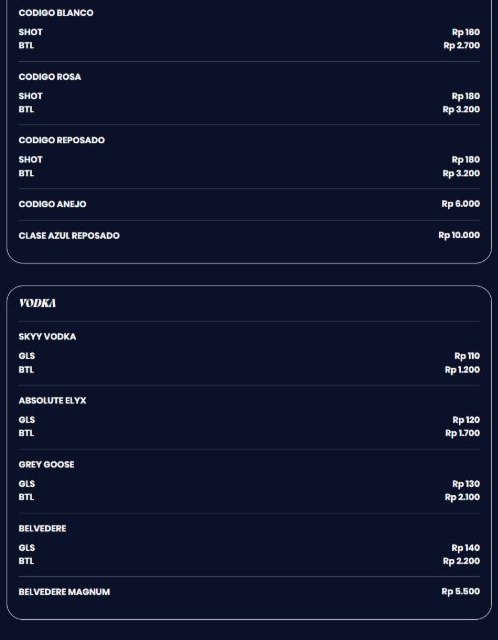 CODIGO BLANCO
SHOT Rp 160
BTL Rp 2.700
CODIGO ROSA
SHOT Rp 180
BTL Rp 3.200
CODIGO REPOSADO
SHOT Rp 180
BTL Rp 3.200
CODIGO ANEJO Rp 6.000
CLASE AZUL REPOSADO Rp 10.000
VODKA
SKYY VODKA
GLS Rp 110
BTL Rp 1.200
ABSOLUTE ELYX
GLS Rp 120
BTL Rp 1.700
GREY GOOSE
GLS Rp 130
BTL Rp 2.100
BELVEDERE
GLS Rp 140
BTL Rp 2.200
BELVEDERE MAGNUM Rp 5.500